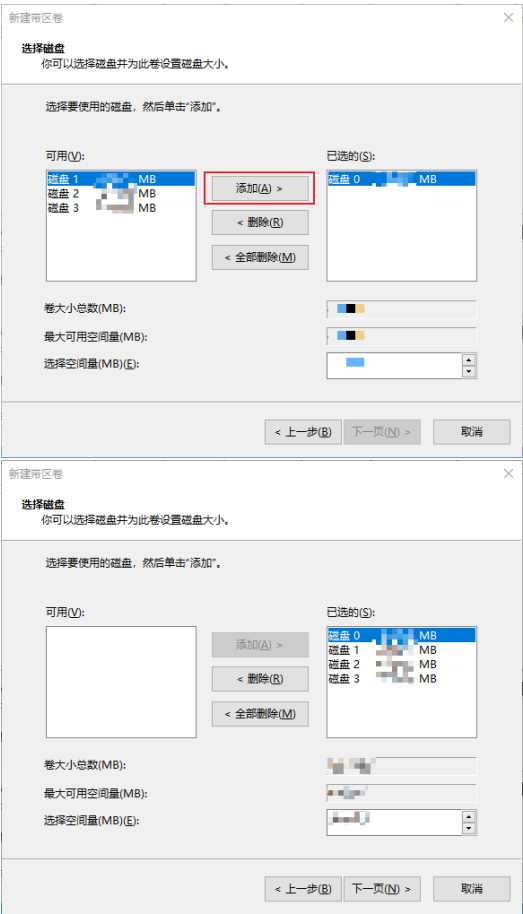 新建带区卷
选择磁盘
你可以选择磁盘并为此卷设置磁盘大小。
选择要使用的磁盘，然后单击“添加”。
可用(V):
已选的(S):
磁盘 1 MB
磁盘 2
磁盘 3 MB
添加(A) >
< 删除(R)
< 全部删除(M)
磁盘 0 MB
卷大小总数(MB):
最大可用空间量(MB):
选择空间量(MB)(E):
< 上一步(B)
下一页(N) >
取消
新建带区卷
选择磁盘
你可以选择磁盘并为此卷设置磁盘大小。
选择要使用的磁盘，然后单击“添加”。
可用(V):
已选的(S):
添加(A) >
< 删除(R)
< 全部删除(M)
磁盘 0 MB
磁盘 1 MB
磁盘 2 MB
磁盘 3 MB
卷大小总数(MB):
最大可用空间量(MB):
选择空间量(MB)(E):
< 上一步(B)
下一页(N) >
取消